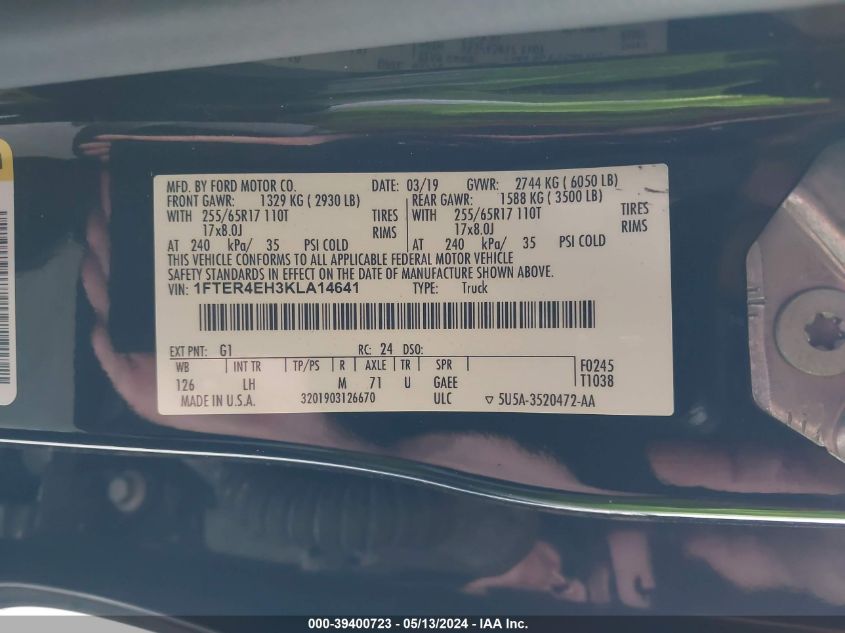 MFD. BY FORD MOTOR CO. DATE: 03/19 GVWR: 2744 KG ( 6050 LB)
FRONT GAWR: 1329 KG ( 2930 LB) REAR GAWR: 1588 KG ( 3500 LB)
WITH 255/65R17 110T TIRES WITH 255/65R17 110T TIRES
17x8.0J RIMS 17x8.0J RIMS
AT 240 kPa/ 35 PSI COLD AT 240 kPa/ 35 PSI COLD
THIS VEHICLE CONFORMS TO ALL APPLICABLE FEDERAL MOTOR VEHICLE
SAFETY STANDARDS IN EFFECT ON THE DATE OF MANUFACTURE SHOWN ABOVE.
VIN: 1FTER4EH3KLA14641 TYPE: Truck
EXT PNT: G1 RC: 24 DSO:
WB INT TR TP/PS R AXLE TR SPR F0245
126 LH M 71 U GAEE T1038
MADE IN U.S.A. 3201903126670 ULC ▽ 5U5A-3520472-AA
000-39400723 - 05/13/2024 - IAA Inc.